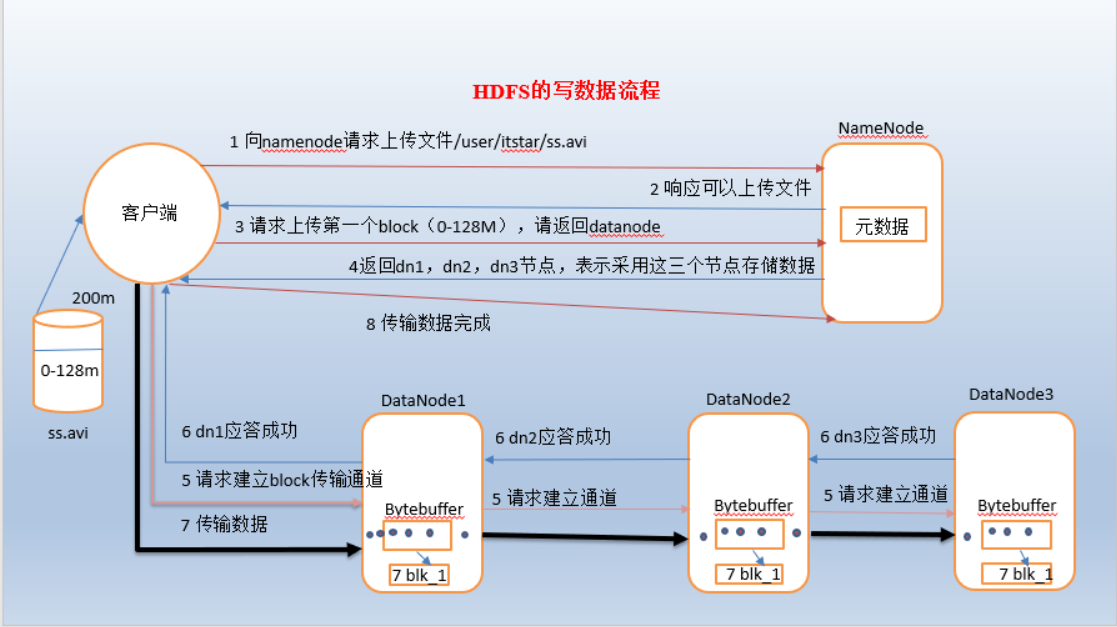 HDFS的写数据流程
NameNode
1 向namenode请求上传文件/user/itstar/ss.avi
2 响应可以上传文件
客户端
3 请求上传第一个block（0-128M），请返回datanode
元数据
4返回dn1，dn2，dn3节点，表示采用这三个节点存储数据
200m
8 传输数据完成
0-128m
DataNode1
DataNode2
DataNode3
ss.avi
6 dn1应答成功
6 dn2应答成功
6 dn3应答成功
5 请求建立block传输通道
5 请求建立通道
5 请求建立通道
Bytebuffer
Bytebuffer
Bytebuffer
7 传输数据
7 blk_1
7 blk_1
7 blk_1